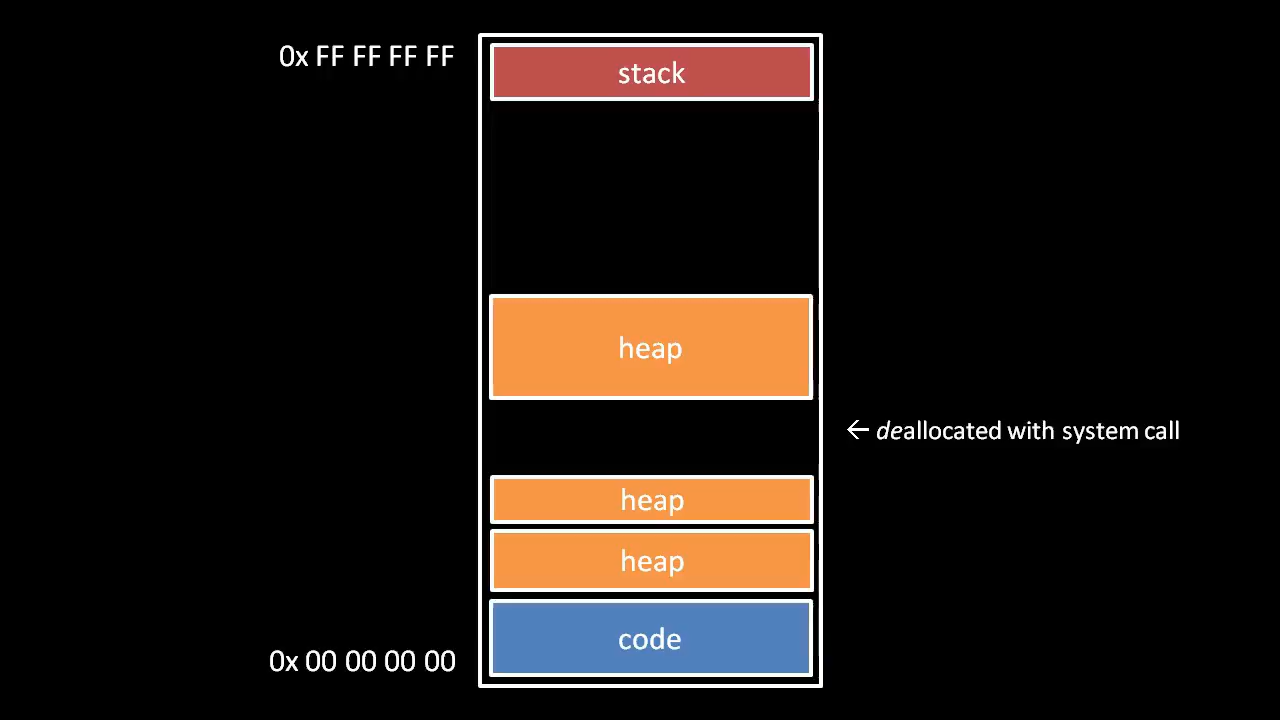 0x FF FF FF FF
stack
heap
← deallocated with system call
heap
heap
code
0x 00 00 00 00